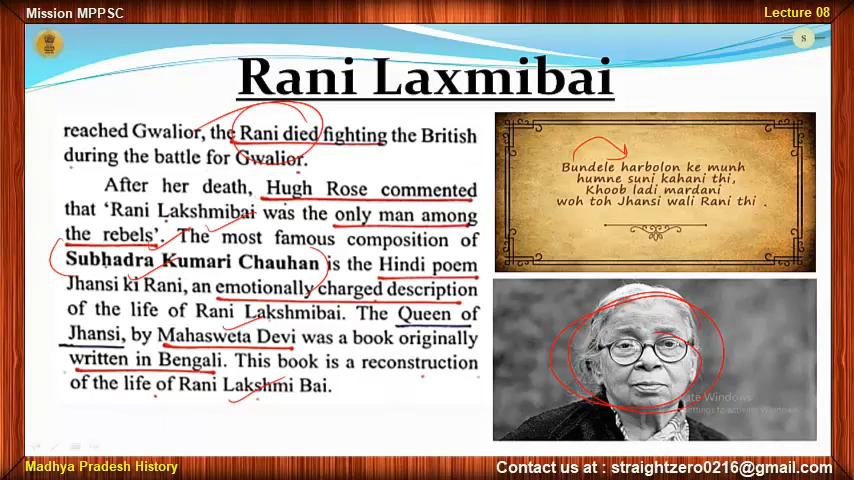 Mission MPPSC
Lecture 08
S
Rani Laxmibai
reached Gwalior, the Rani died fighting the British
during the battle for Gwalior.
After her death, Hugh Rose commented
that ‘Rani Lakshmibai was the only man among
the rebels’. The most famous composition of
Subhadra Kumari Chauhan is the Hindi poem
Jhansi ki Rani, an emotionally charged description
of the life of Rani Lakshmibai. The Queen of
Jhansi, by Mahasweta Devi was a book originally
written in Bengali. This book is a reconstruction
of the life of Rani Lakshmi Bai.
Bundele harbolon ke munh
humne suni kahani thi,
Khoob ladi mardani
woh toh Jhansi wali Rani thi .
ate Windows
Madhya Pradesh History
Contact us at : straightzero0216@gmail.com